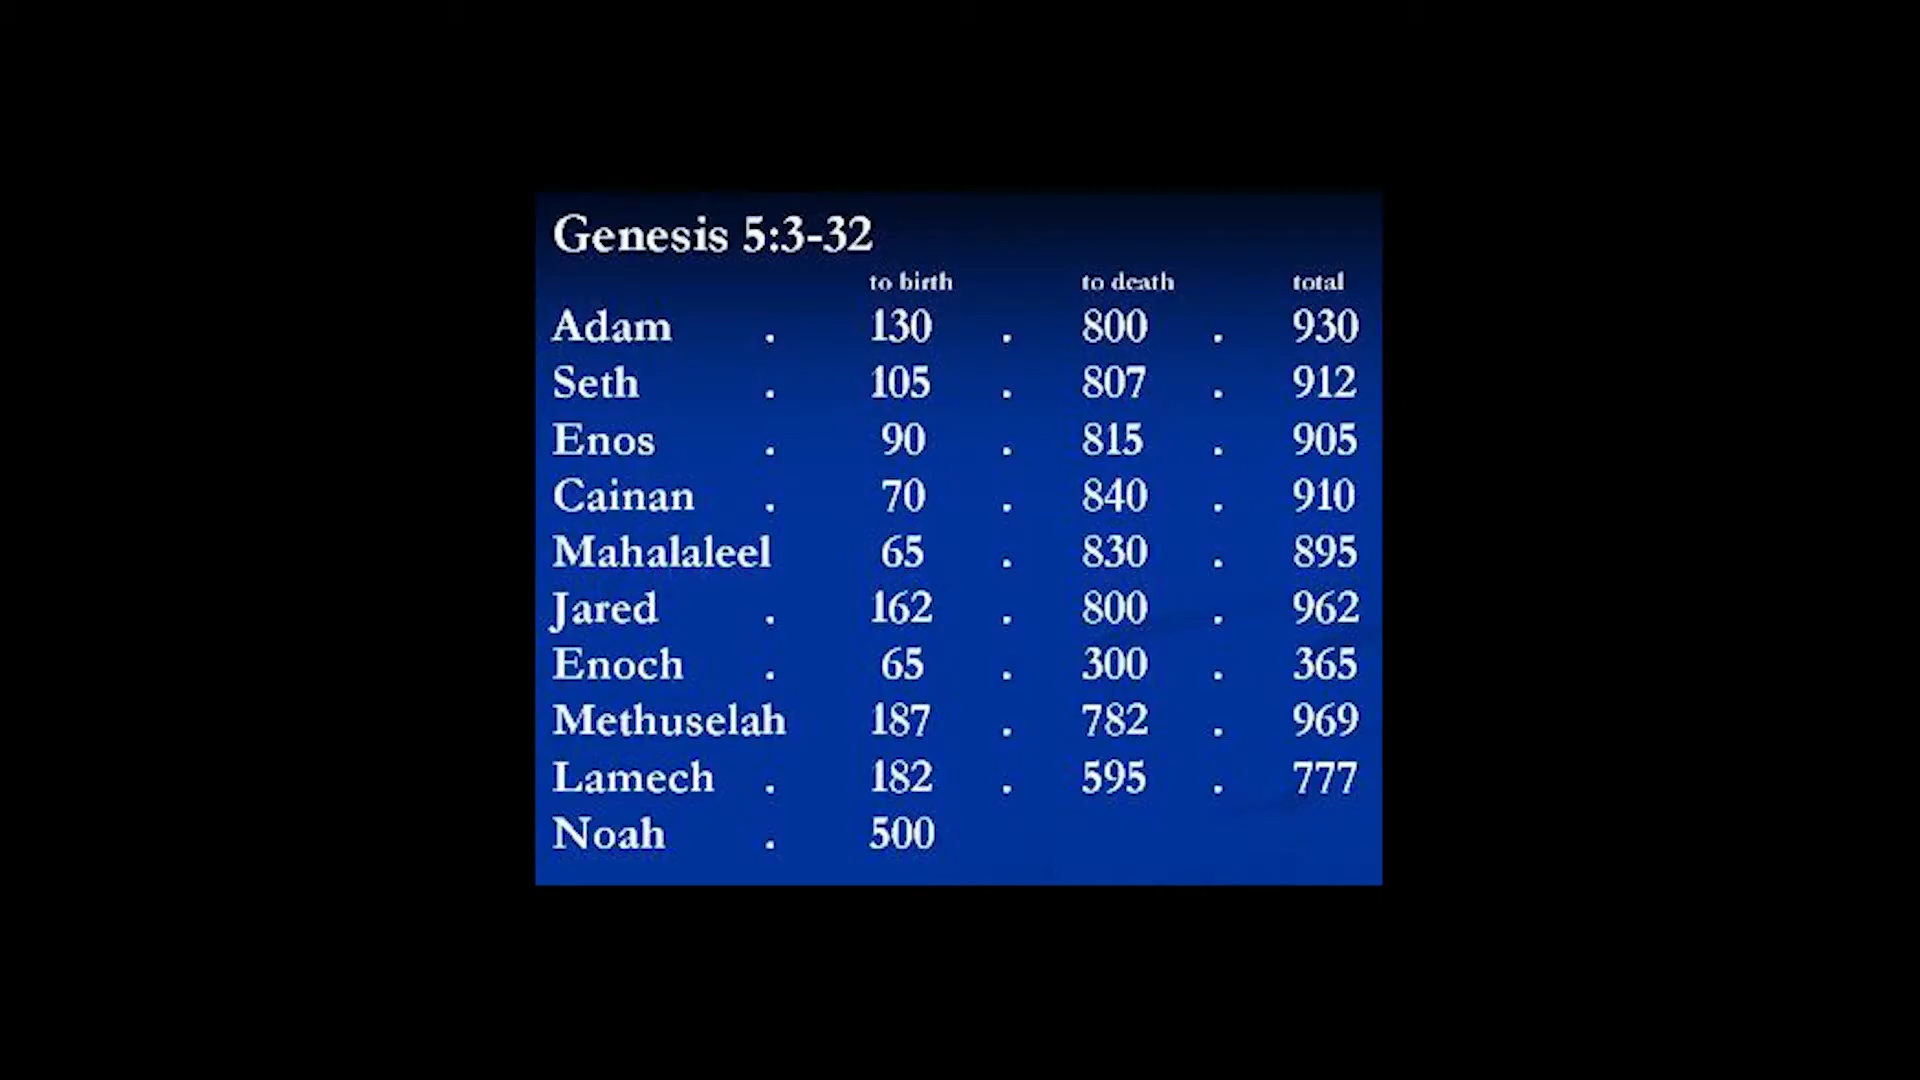 Genesis 5:3-32
to birth to death total
Adam . 130 . 800 . 930
Seth . 105 . 807 . 912
Enos . 90 . 815 . 905
Cainan . 70 . 840 . 910
Mahalaleel 65 . 830 . 895
Jared . 162 . 800 . 962
Enoch . 65 . 300 . 365
Methuselah 187 . 782 . 969
Lamech . 182 . 595 . 777
Noah . 500